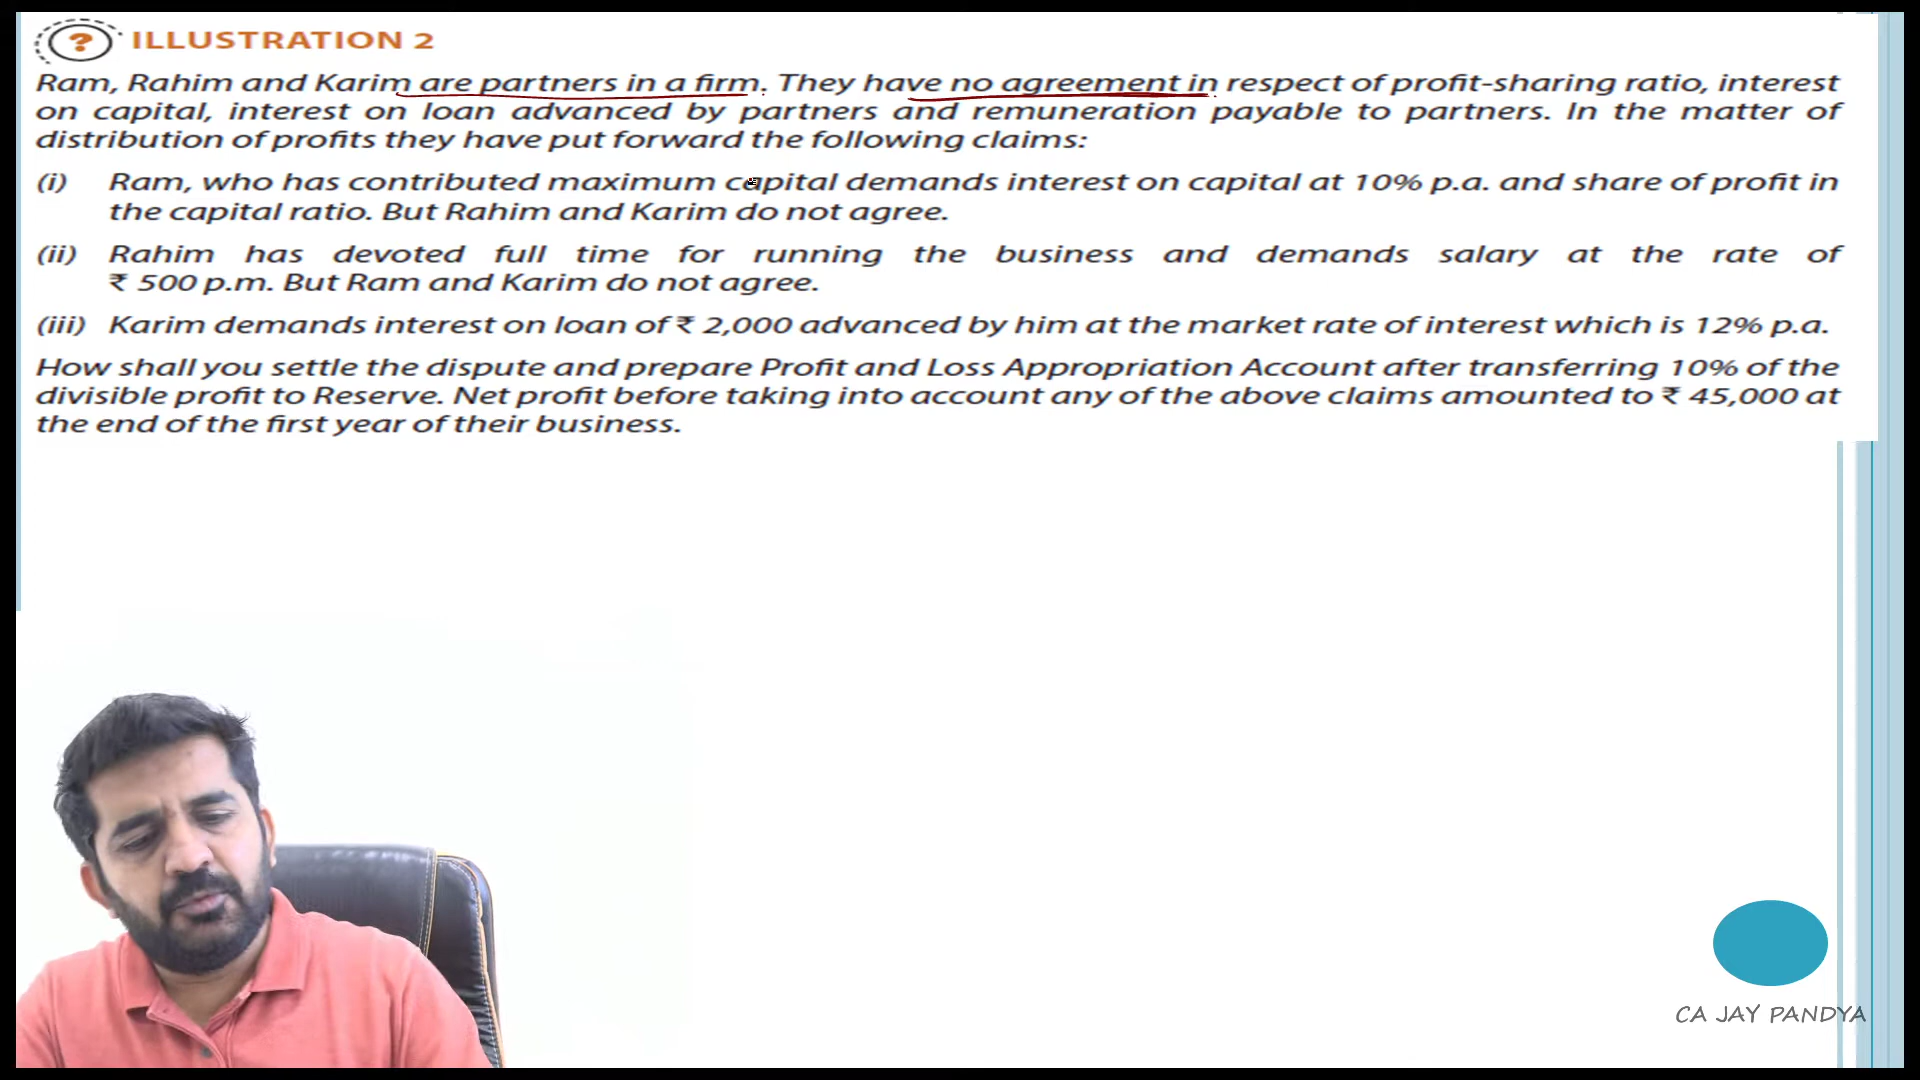 ?
ILLUSTRATION 2
Ram, Rahim and Karim are partners in a firm. They have no agreement in respect of profit-sharing ratio, interest
on capital, interest on loan advanced by partners and remuneration payable to partners. In the matter of
distribution of profits they have put forward the following claims:
(i) Ram, who has contributed maximum capital demands interest on capital at 10% p.a. and share of profit in
the capital ratio. But Rahim and Karim do not agree.
(ii) Rahim has devoted full time for running the business and demands salary at the rate of
₹ 500 p.m. But Ram and Karim do not agree.
(iii) Karim demands interest on loan of ₹ 2,000 advanced by him at the market rate of interest which is 12% p.a.
How shall you settle the dispute and prepare Profit and Loss Appropriation Account after transferring 10% of the
divisible profit to Reserve. Net profit before taking into account any of the above claims amounted to ₹ 45,000 at
the end of the first year of their business.
CA JAY PANDYA